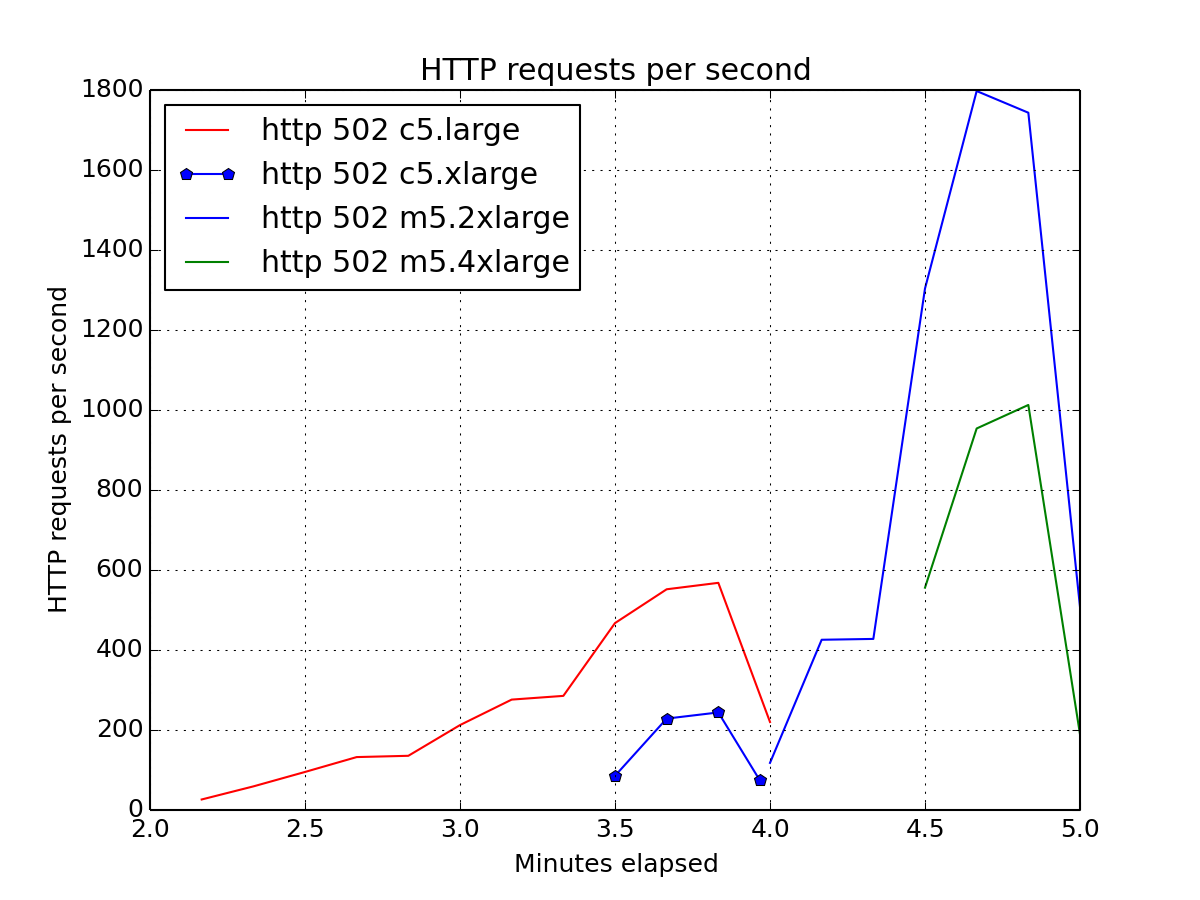 HTTP requests per second
1800
1600
1400
1200
1000
800
600
400
200
0
HTTP requests per second
http 502 c5.large
http 502 c5.xlarge
http 502 m5.2xlarge
http 502 m5.4xlarge
2.0 2.5 3.0 3.5 4.0 4.5 5.0
Minutes elapsed